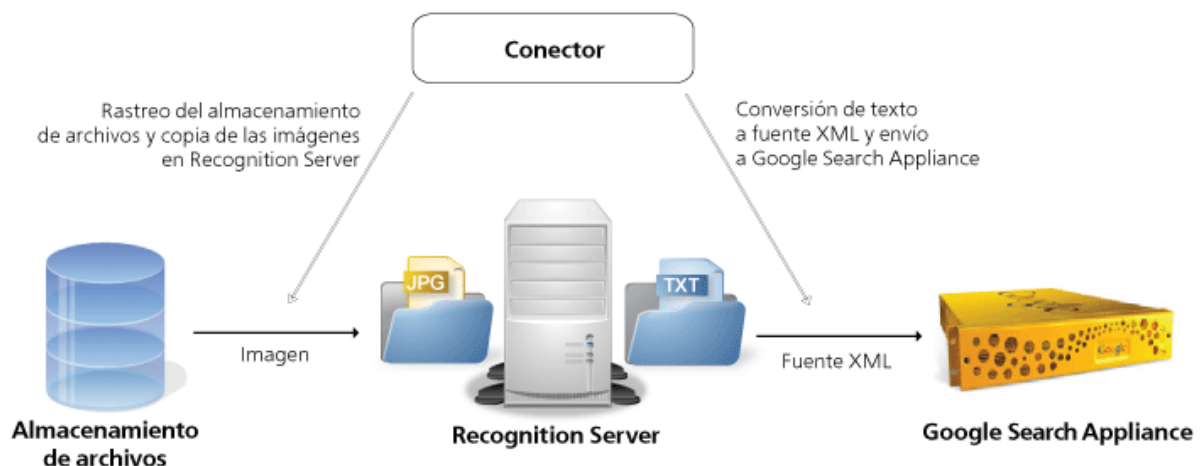 Conector
Rastreo del almacenamiento
de archivos y copia de las imágenes
en Recognition Server
Conversión de texto
a fuente XML y envío
a Google Search Appliance
JPG
TXT
Imagen
Fuente XML
Google
Almacenamiento
de archivos
Recognition Server
Google Search Appliance